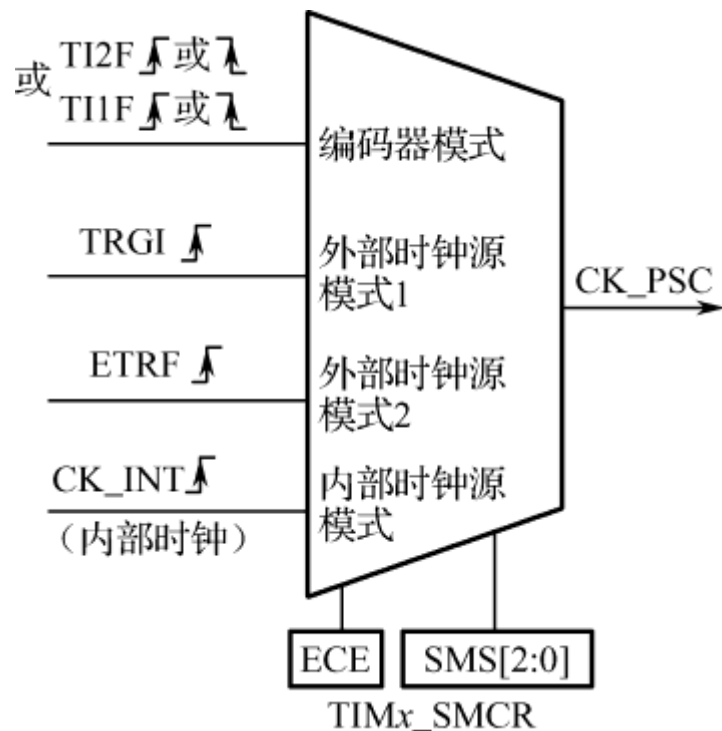 TI2F 或
或
TI1F 或
编码器模式
TRGI
外部时钟源
模式1
CK_PSC
ETRF
外部时钟源
模式2
CK_INT
(内部时钟)
内部时钟源
模式
ECE
SMS[2:0]
TIMx_SMCR